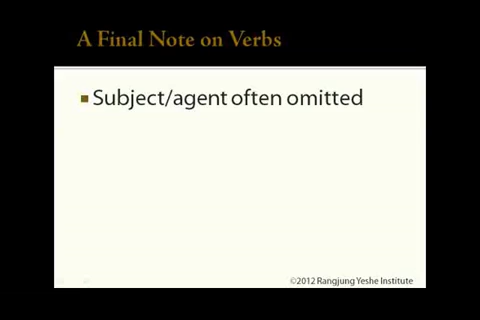 A Final Note on Verbs
Subject/agent often omitted
©2012 Rangjung Yeshe Institute